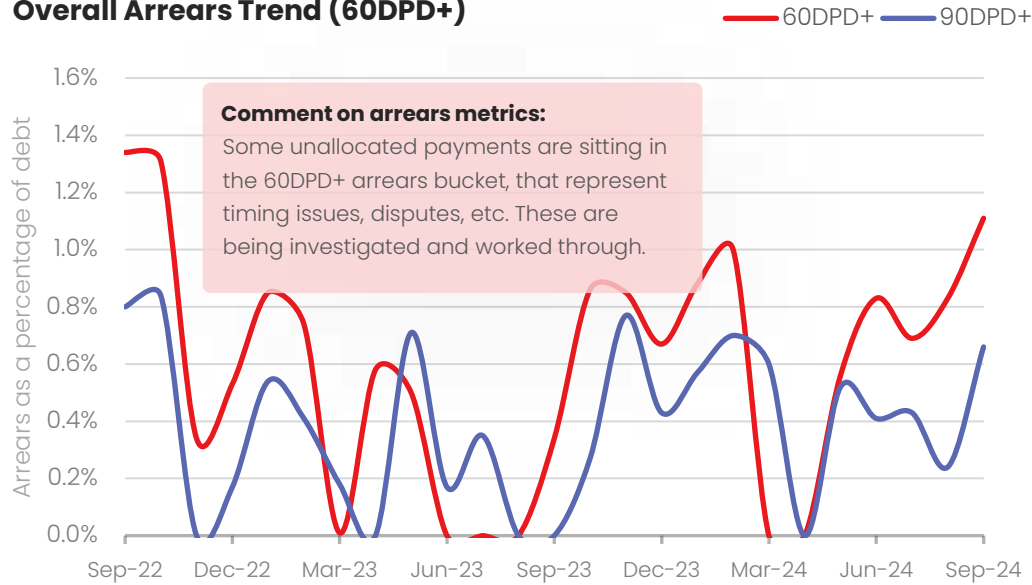 Overall Arrears Trend (60DPD+)
60DPD+ 90DPD+
Arrears as a percentage of debt
1.6%
1.4%
1.2%
1.0%
0.8%
0.6%
0.4%
0.2%
0.0%
Comment on arrears metrics:
Some unallocated payments are sitting in
the 60DPD+ arrears bucket, that represent
timing issues, disputes, etc. These are
being investigated and worked through.
Sep-22 Dec-22 Mar-23 Jun-23 Sep-23 Dec-23 Mar-24 Jun-24 Sep-24